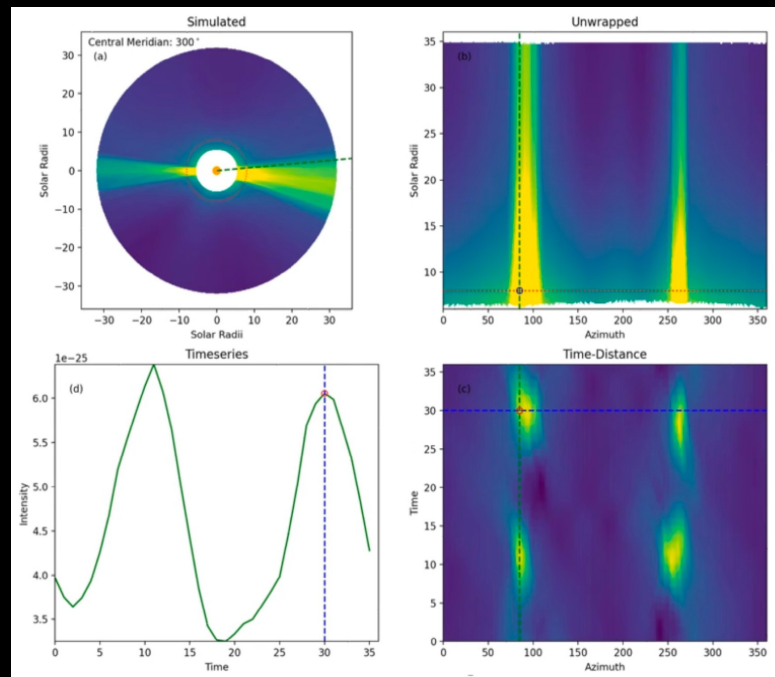 Simulated
Central Meridian: 300°
(a)
30
20
10
0
−10
−20
−30
Solar Radii
−30 −20 −10 0 10 20 30
Solar Radii
Unwrapped
(b)
35
30
25
20
15
10
Solar Radii
0 50 100 150 200 250 300 350
Azimuth
Timeseries
1e−25
(d)
6.0
5.5
5.0
4.5
4.0
3.5
Intensity
0 5 10 15 20 25 30 35
Time
Time-Distance
(c)
35
30
25
20
15
10
5
0
Time
0 50 100 150 200 250 300 350
Azimuth